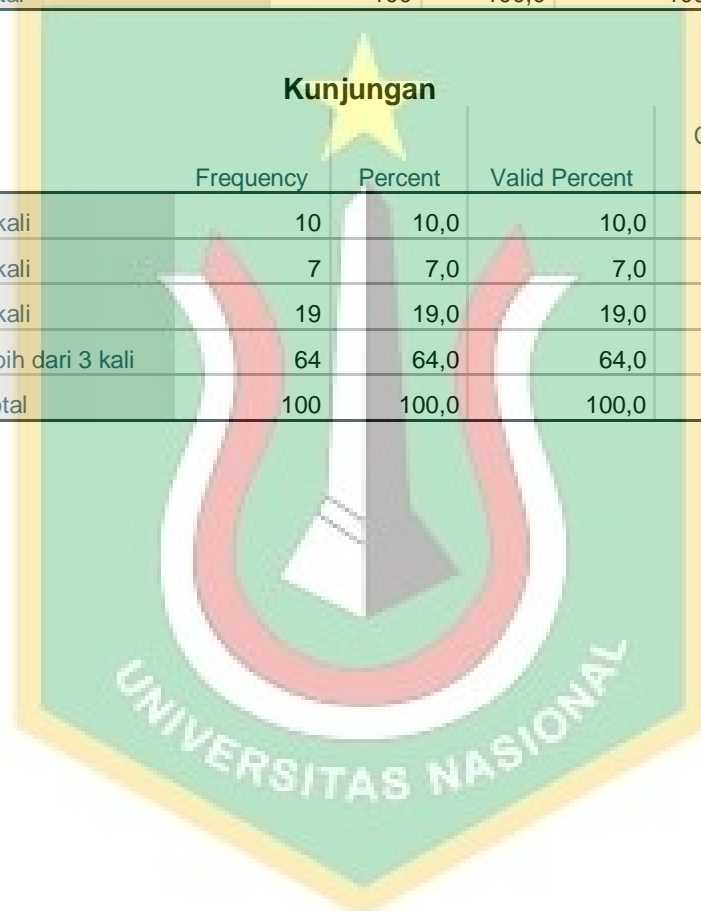 100,0
Kunjungan
Frequency Percent Valid Percent
kali 10 10,0 10,0
kali 7 7,0 7,0
kali 19 19,0 19,0
dari 3 kali 64 64,0 64,0
100 100,0 100,0
UNIVERSITAS NASIONAL